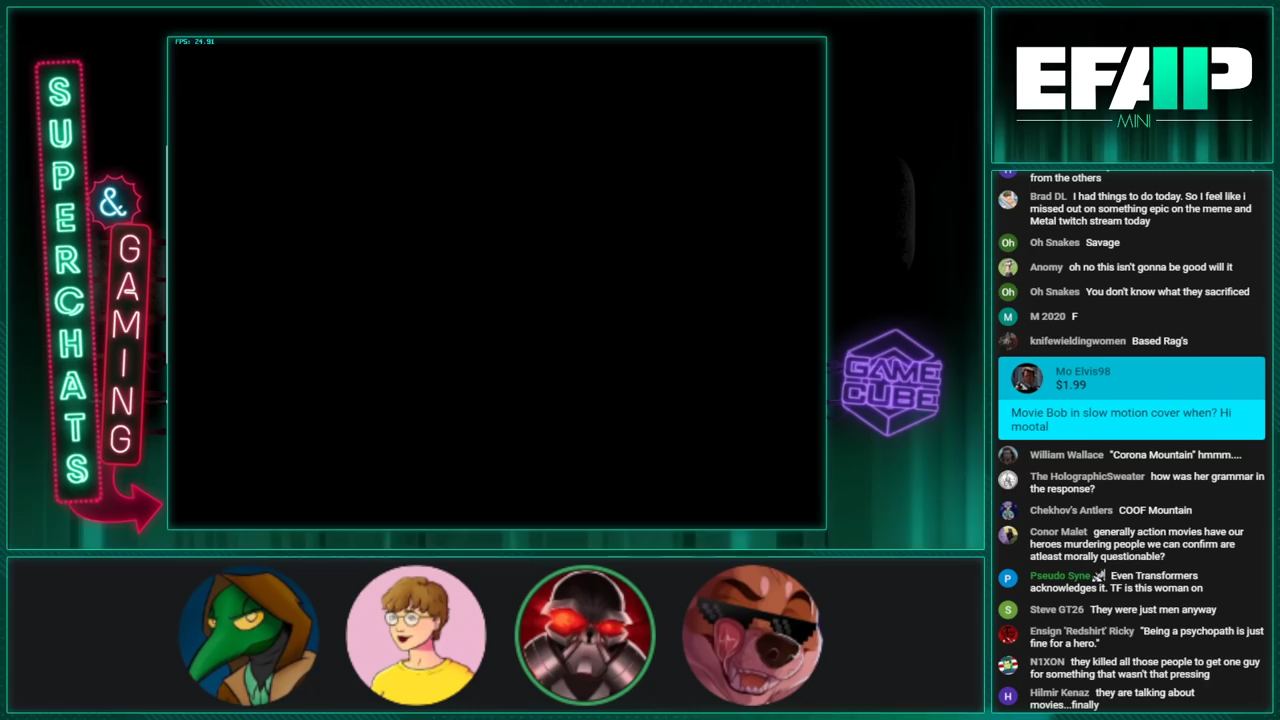 FPS: 24.91
SUPERCHATS
&
GAMING
GAME
CUBE
EFAP
MINI
from the others
Brad DL I had things to do today. So I feel like i
missed out on something epic on the meme and
Metal twitch stream today
Oh Oh Snakes Savage
Anomy oh no this isn't gonna be good will it
Oh Oh Snakes You don't know what they sacrificed
M M 2020 F
knifewieldingwomen Based Rag's
Mo Elvis98
$1.99
Movie Bob in slow motion cover when? Hi
mootal
William Wallace "Corona Mountain" hmmm....
The HolographicSweater how was her grammar in
the response?
Chekhov's Antlers COOF Mountain
Conor Malet generally action movies have our
heroes murdering people we can confirm are
atleast morally questionable?
P Pseudo Syne Even Transformers
acknowledges it. TF is this woman on
S Steve GT26 They were just men anyway
Ensign 'Redshirt' Ricky "Being a psychopath is just
fine for a hero."
N1XON they killed all those people to get one guy
for something that wasn't that pressing
H Hilmir Kenaz they are talking about
movies...finally